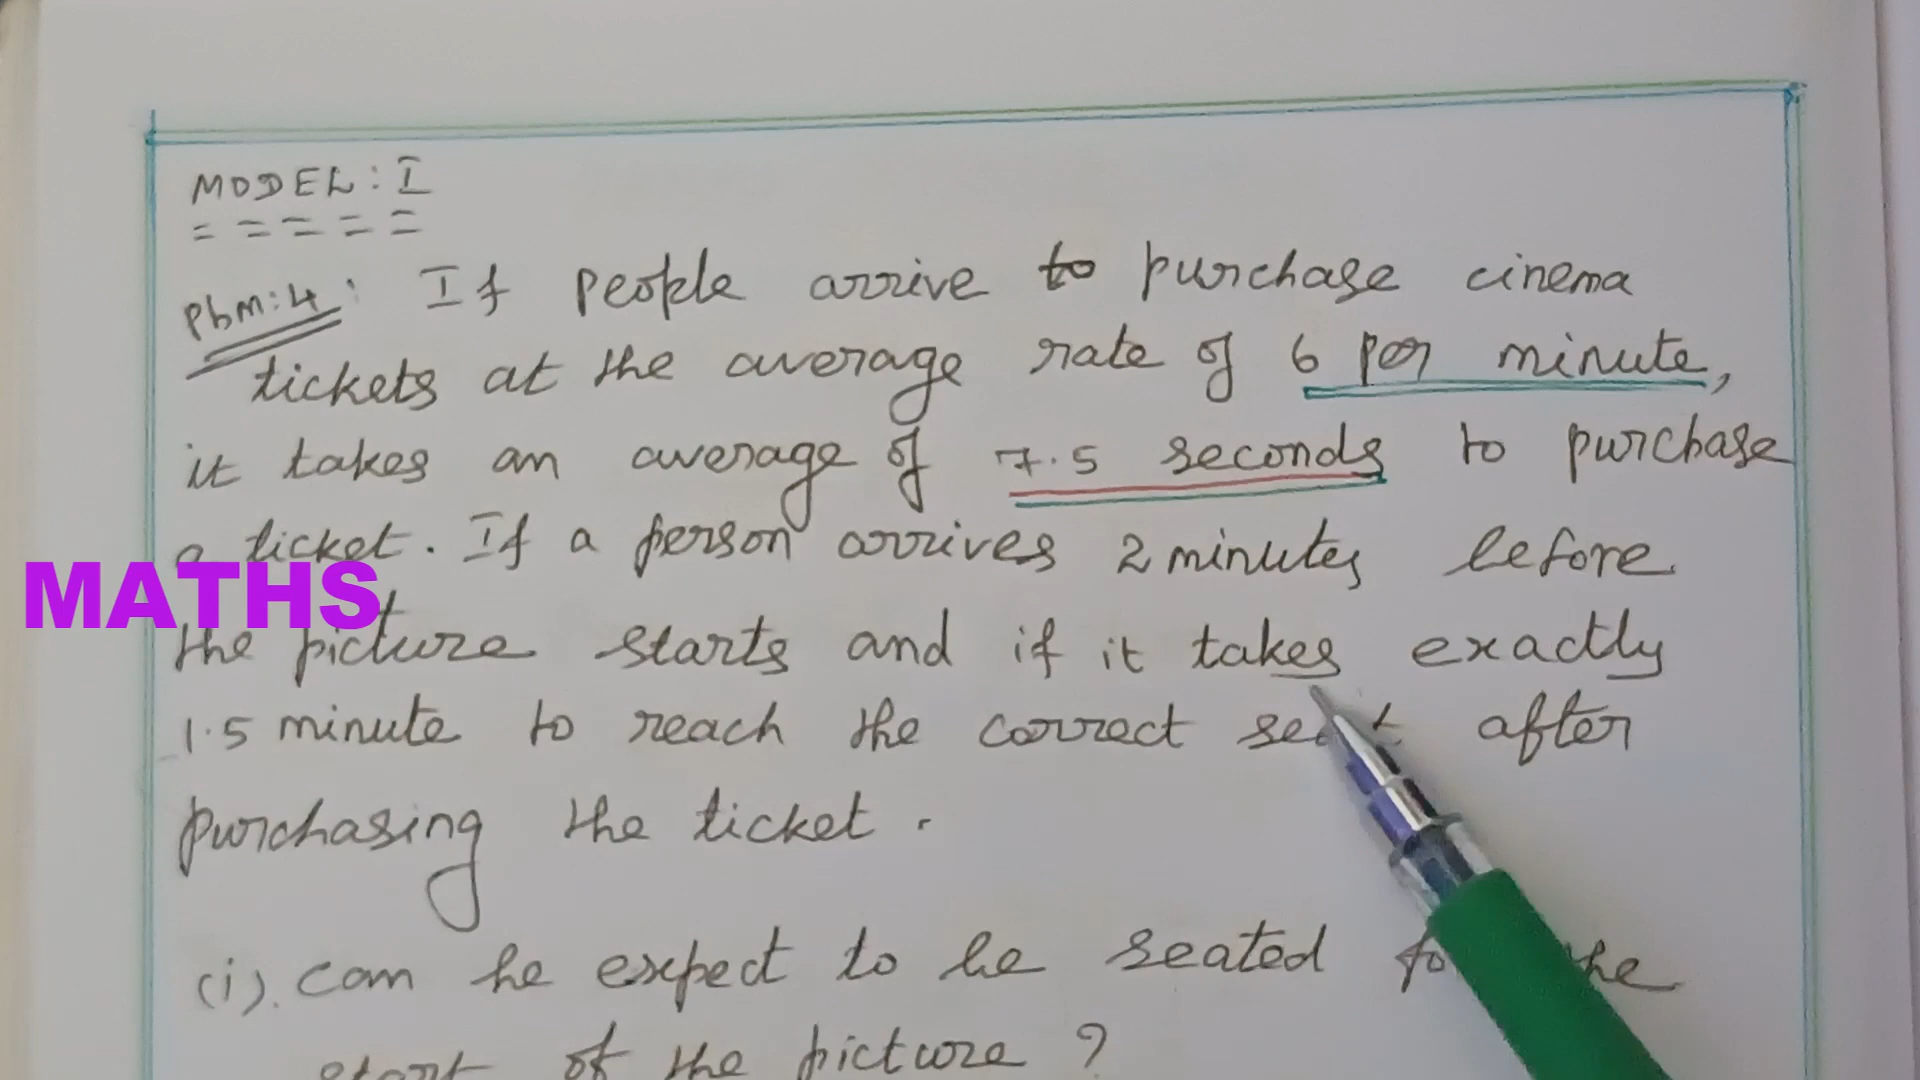 MODEL: I
= = = = =
Pbm:4: If people arrive to purchase cinema
tickets at the average rate of 6 per minute,
it takes an average of 7.5 seconds to purchase
a ticket. If a person arrives 2 minutes before
MATHS
the picture starts and if it takes exactly
1.5 minute to reach the correct seat after
purchasing the ticket.
(i). Can he expect to be seated for the
start of the picture ?